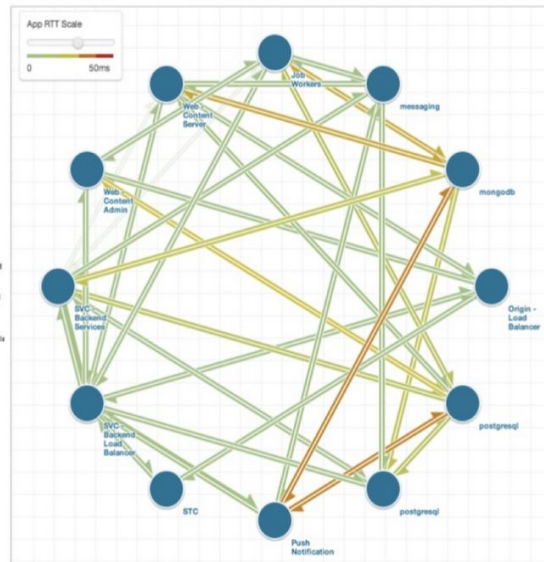 App RTT Scale
0 50ms
Job
Workers
messaging
Web
Content
Server
mongodb
Web
Content
Admin
Origin -
Load
Balancer
SVC -
Backend
Services
postgresql
SVC -
Backend
Load
Balancer
STC
postgresql
Push
Notification